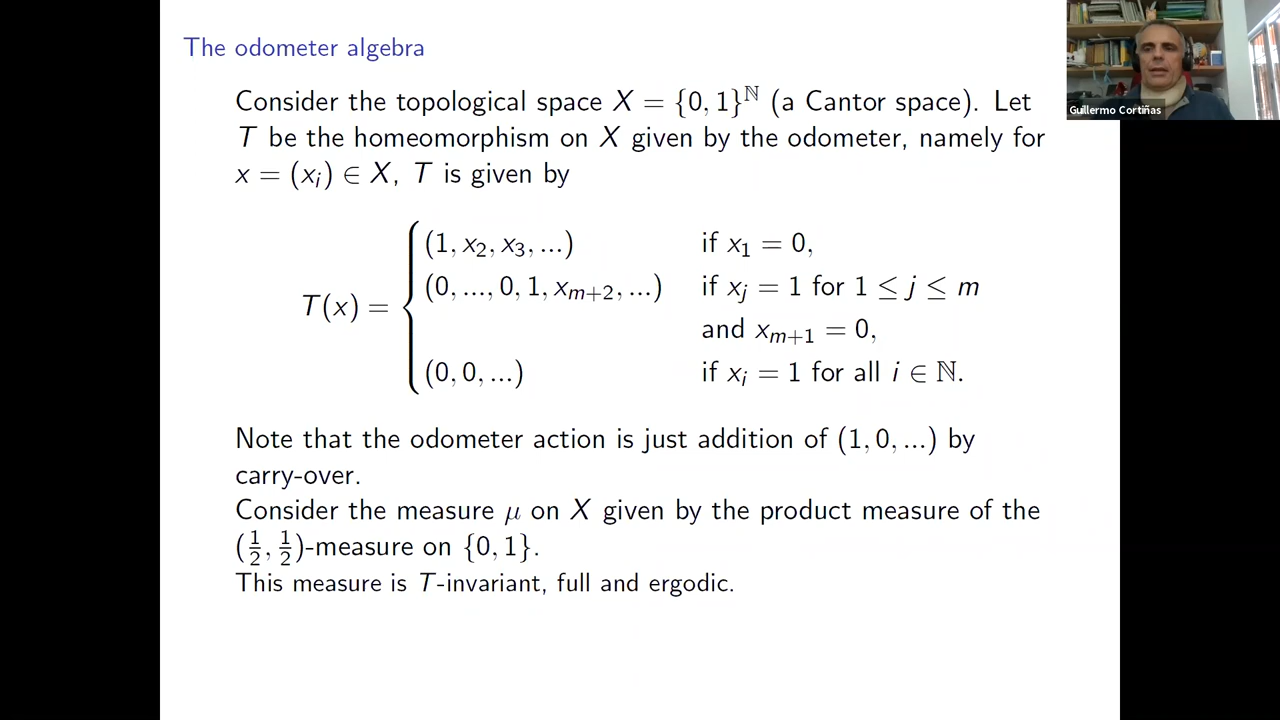 The odometer algebra
Consider the topological space X = {0, 1}^ℕ (a Cantor space). Let
T be the homeomorphism on X given by the odometer, namely for
x = (x_i) ∈ X, T is given by
(1, x_2, x_3, ...) if x_1 = 0,
(0, ..., 0, 1, x_{m+2}, ...) if x_j = 1 for 1 ≤ j ≤ m
T(x) =
and x_{m+1} = 0,
(0, 0, ...) if x_i = 1 for all i ∈ ℕ.
Note that the odometer action is just addition of (1, 0, ...) by
carry-over.
Consider the measure μ on X given by the product measure of the
(1/2, 1/2)-measure on {0, 1}.
This measure is T-invariant, full and ergodic.
Guillermo Cortiñas